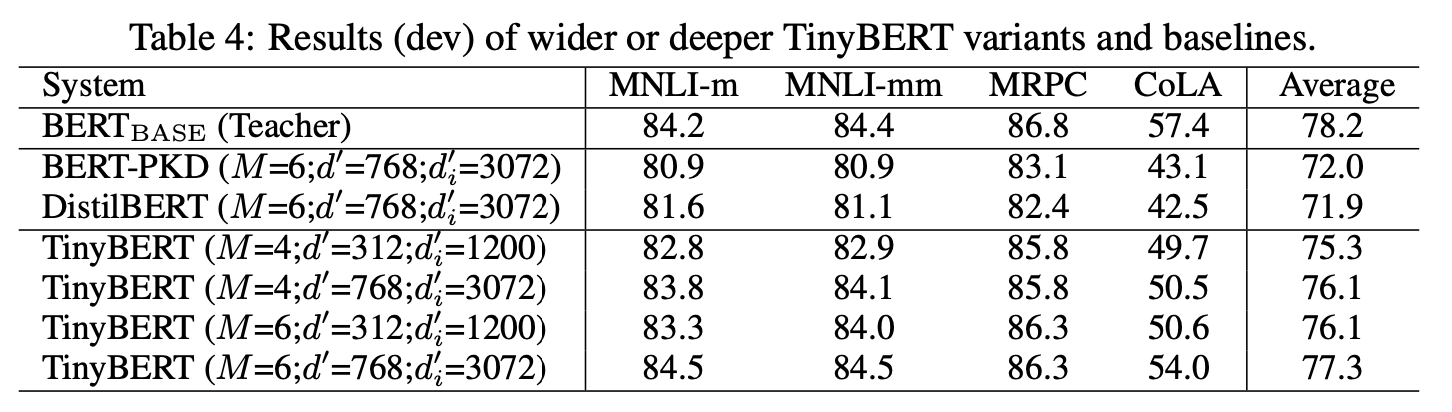 Table 4: Results (dev) of wider or deeper TinyBERT variants and baselines.
System MNLI-m MNLI-mm MRPC CoLA Average
BERT_BASE (Teacher) 84.2 84.4 86.8 57.4 78.2
BERT-PKD (M=6;d′=768;d′_i=3072) 80.9 80.9 83.1 43.1 72.0
DistilBERT (M=6;d′=768;d′_i=3072) 81.6 81.1 82.4 42.5 71.9
TinyBERT (M=4;d′=312;d′_i=1200) 82.8 82.9 85.8 49.7 75.3
TinyBERT (M=4;d′=768;d′_i=3072) 83.8 84.1 85.8 50.5 76.1
TinyBERT (M=6;d′=312;d′_i=1200) 83.3 84.0 86.3 50.6 76.1
TinyBERT (M=6;d′=768;d′_i=3072) 84.5 84.5 86.3 54.0 77.3